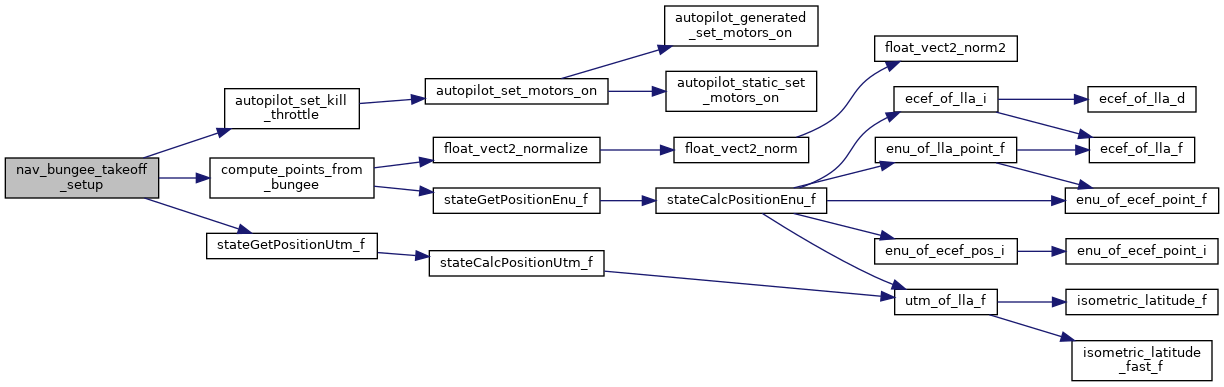 nav_bungee_takeoff
_setup
autopilot_set_kill
_throttle
compute_points_from
_bungee
stateGetPositionUtm_f
autopilot_set_motors_on
float_vect2_normalize
stateGetPositionEnu_f
stateCalcPositionUtm_f
autopilot_generated
_set_motors_on
autopilot_static_set
_motors_on
float_vect2_norm
stateCalcPositionEnu_f
float_vect2_norm2
ecef_of_lla_i
enu_of_lla_point_f
enu_of_ecef_pos_i
utm_of_lla_f
ecef_of_lla_d
ecef_of_lla_f
enu_of_ecef_point_f
enu_of_ecef_point_i
isometric_latitude_f
isometric_latitude
_fast_f